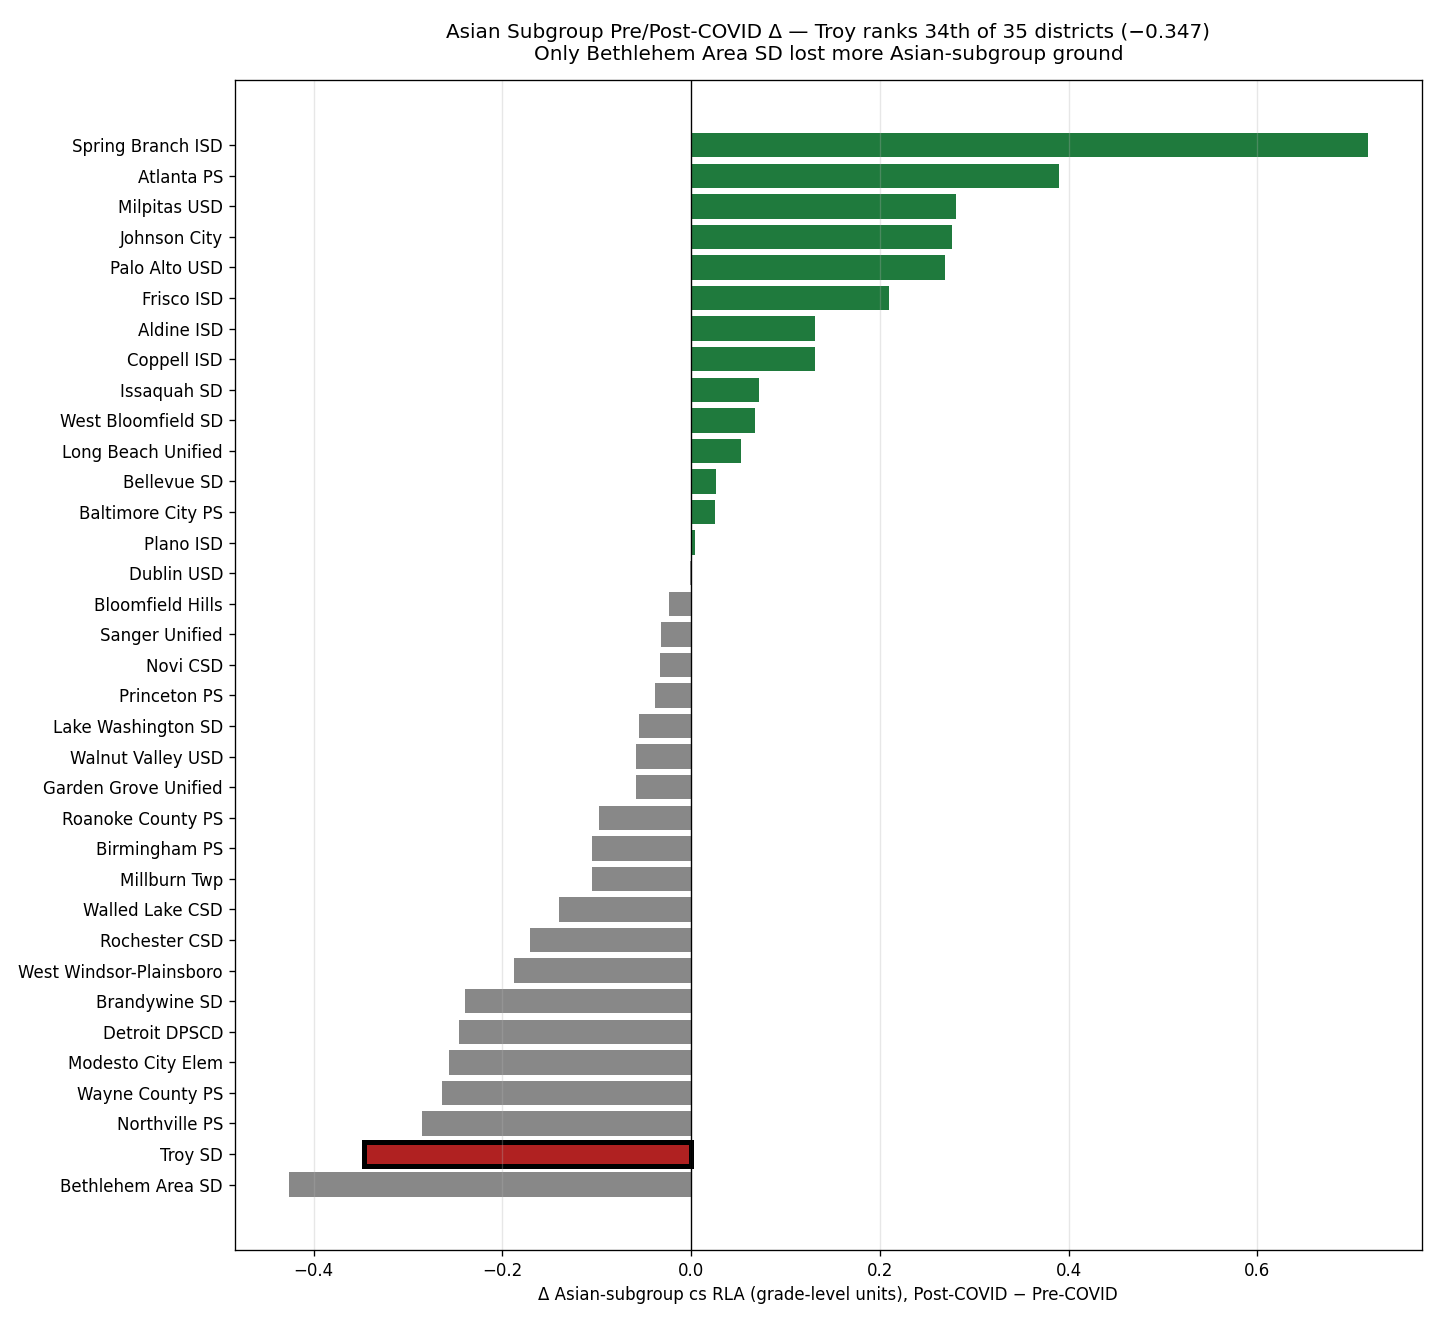 Asian Subgroup Pre/Post-COVID Δ — Troy ranks 34th of 35 districts (−0.347)
Only Bethlehem Area SD lost more Asian-subgroup ground
Spring Branch ISD
Atlanta PS
Milpitas USD
Johnson City
Palo Alto USD
Frisco ISD
Aldine ISD
Coppell ISD
Issaquah SD
West Bloomfield SD
Long Beach Unified
Bellevue SD
Baltimore City PS
Plano ISD
Dublin USD
Bloomfield Hills
Sanger Unified
Novi CSD
Princeton PS
Lake Washington SD
Walnut Valley USD
Garden Grove Unified
Roanoke County PS
Birmingham PS
Millburn Twp
Walled Lake CSD
Rochester CSD
West Windsor-Plainsboro
Brandywine SD
Detroit DPSCD
Modesto City Elem
Wayne County PS
Northville PS
Troy SD
Bethlehem Area SD
−0.4 −0.2 0.0 0.2 0.4 0.6
Δ Asian-subgroup cs RLA (grade-level units), Post-COVID − Pre-COVID